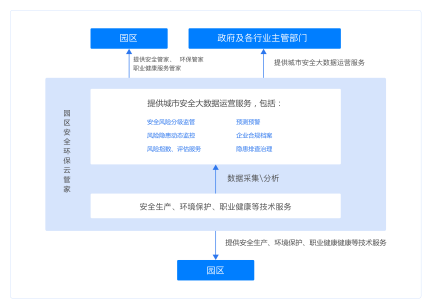 园区
政府及各行业主管部门
提供安全管家、 环保管家
职业健康服务管家
提供城市安全大数据运营服务
园区安全环保云管家
提供城市安全大数据运营服务，包括：
安全风险分级监管
预测预警
风险隐患动态监控
企业合规档案
风险指数、评估服务
隐患排查治理
数据采集\分析
安全生产、环境保护、职业健康等技术服务
提供安全生产、环境保护、职业健康健康等技术服务
园区